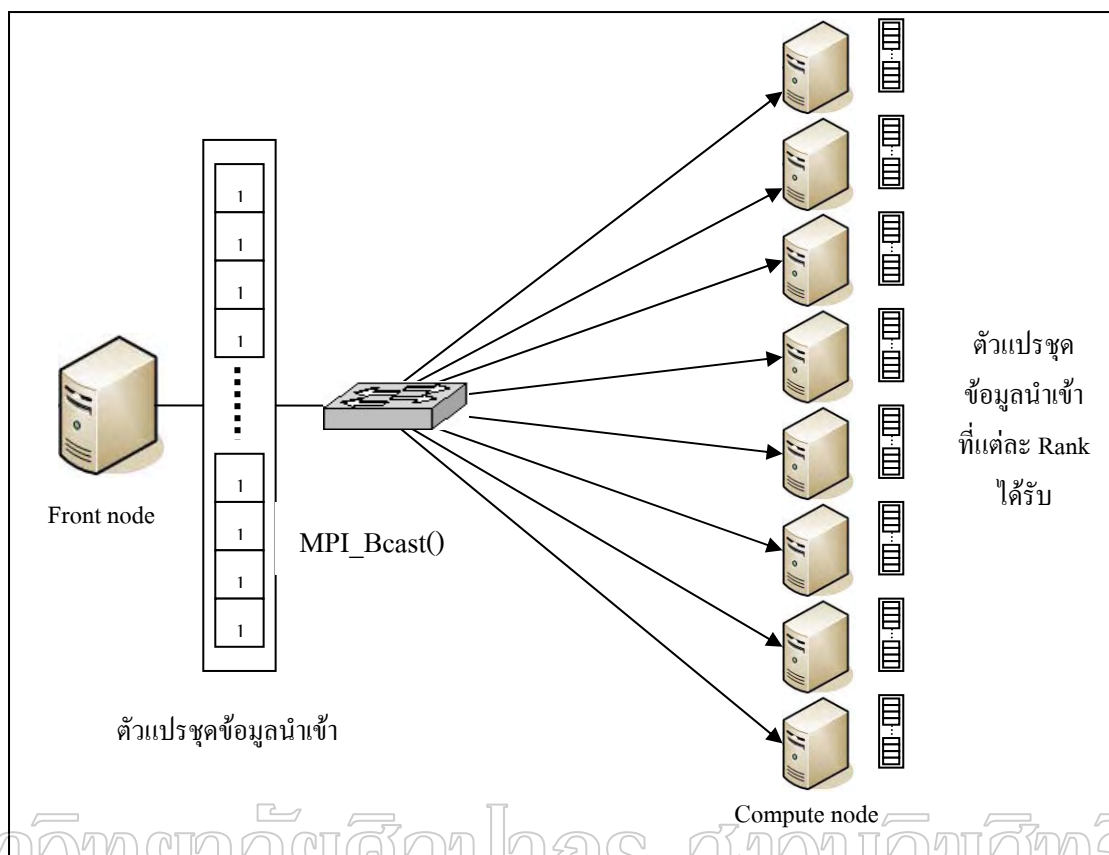 1
1
1
1
1
1
1
1
Front node
MPI_Bcast()
ตัวแปรชุดข้อมูลนำเข้า
ตัวแปรชุด
ข้อมูลนำเข้า
ที่แต่ละ Rank
ได้รับ
Compute node